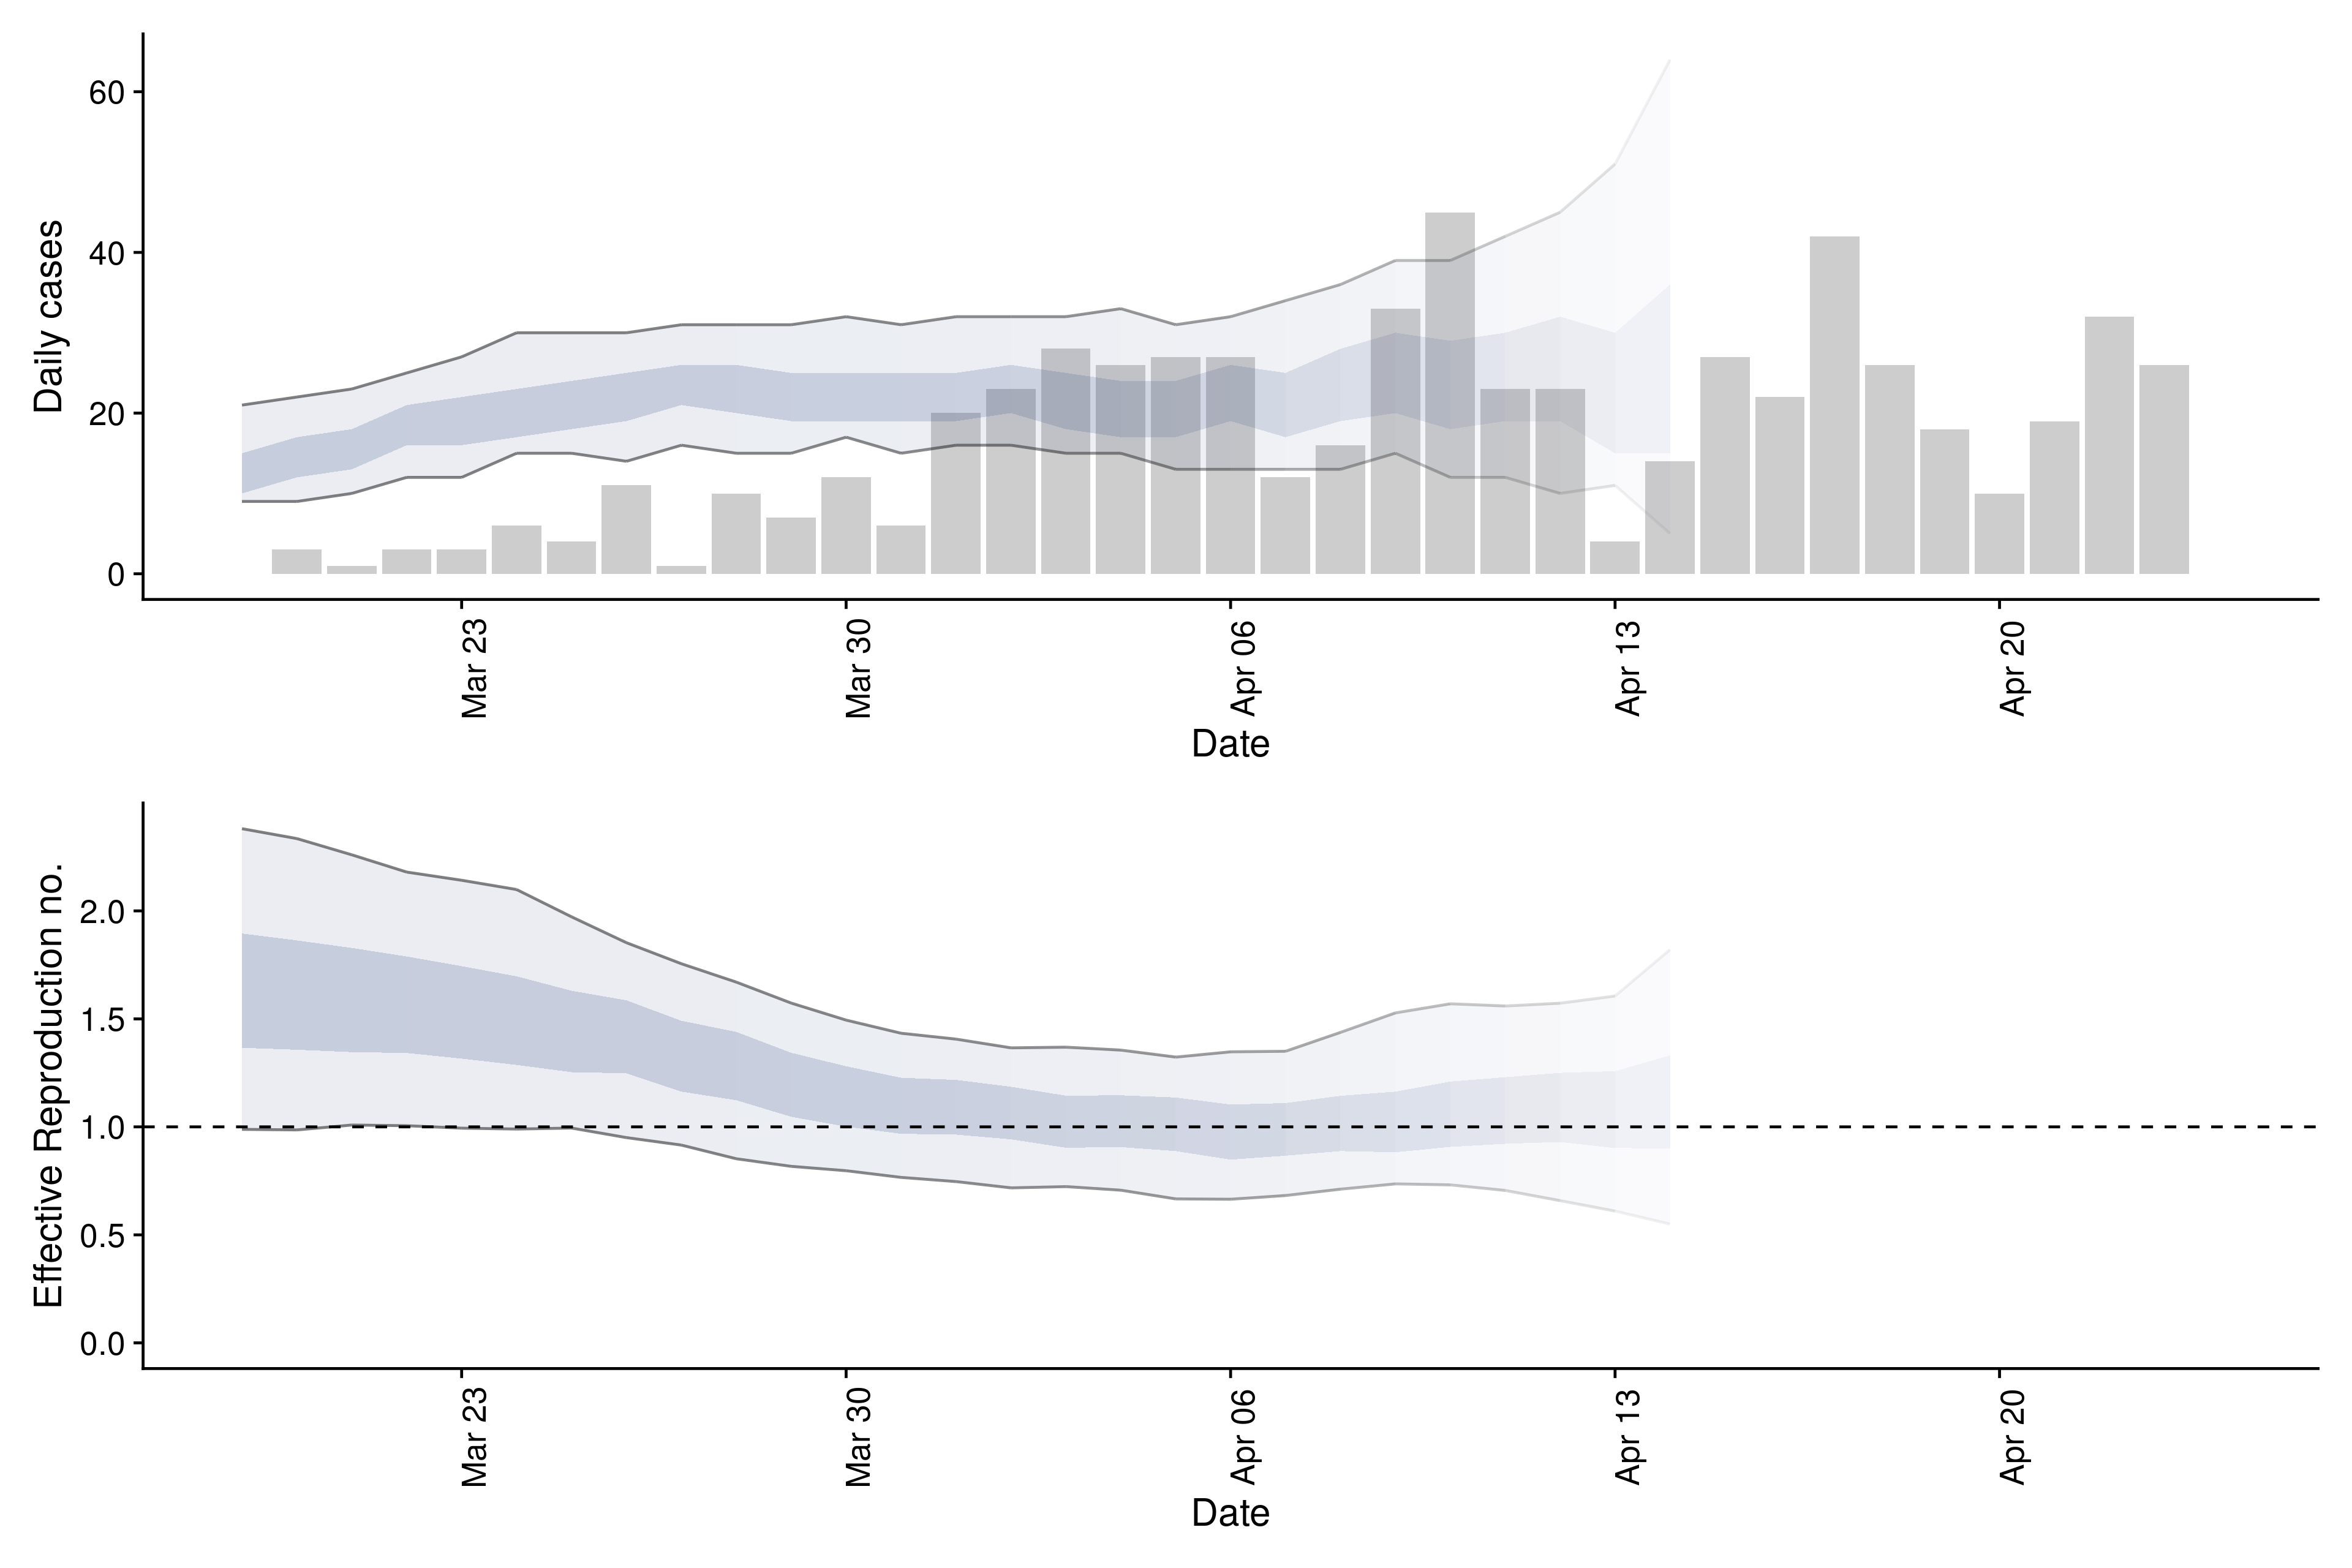 Daily cases
60
40
20
0
Mar 23
Mar 30
Apr 06
Apr 13
Apr 20
Date
Effective Reproduction no.
2.0
1.5
1.0
0.5
0.0
Mar 23
Mar 30
Apr 06
Apr 13
Apr 20
Date